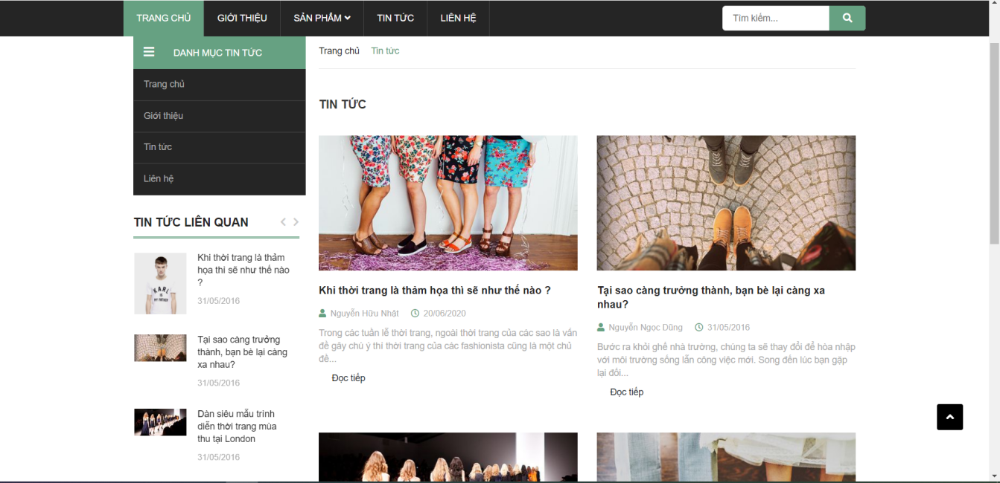 TRANG CHỦ
GIỚI THIỆU
SẢN PHẨM
TIN TỨC
LIÊN HỆ
Tìm kiếm...
DANH MỤC TIN TỨC
Trang chủ
Giới thiệu
Tin tức
Liên hệ
TIN TỨC LIÊN QUAN
Khi thời trang là thảm
họa thì sẽ như thế nào
?
31/05/2016
Tại sao càng trưởng
thành, bạn bè lại càng
xa nhau?
31/05/2016
Dàn siêu mẫu trình
diễn thời trang mùa
thu tại London
31/05/2016
Trang chủ Tin tức
TIN TỨC
Khi thời trang là thảm họa thì sẽ như thế nào ?
Nguyễn Hữu Nhật 20/06/2020
Trong các tuần lễ thời trang, ngoài thời trang của các sao là vấn
đề gây chú ý thì thời trang của các fashionista cũng là một chủ
đề...
Đọc tiếp
Tại sao càng trưởng thành, bạn bè lại càng xa
nhau?
Nguyễn Ngọc Dũng 31/05/2016
Bước ra khỏi ghế nhà trường, chúng ta sẽ thay đổi để hòa nhập
với môi trường sống lẫn công việc mới. Song đến lúc bạn gặp
lại đối...
Đọc tiếp
KARL
IS
MY FATHER